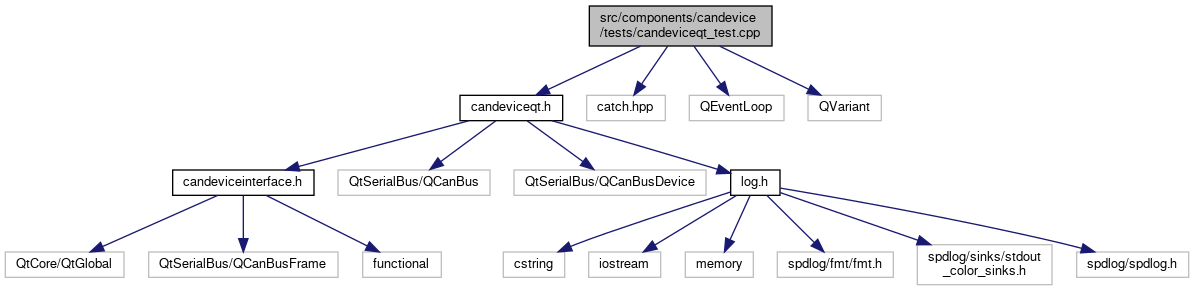 src/components/candevice
/tests/candeviceqt_test.cpp
candeviceqt.h
catch.hpp
QEventLoop
QVariant
candeviceinterface.h
QtSerialBus/QCanBus
QtSerialBus/QCanBusDevice
log.h
QtCore/QtGlobal
QtSerialBus/QCanBusFrame
functional
cstring
iostream
memory
spdlog/fmt/fmt.h
spdlog/sinks/stdout
_color_sinks.h
spdlog/spdlog.h